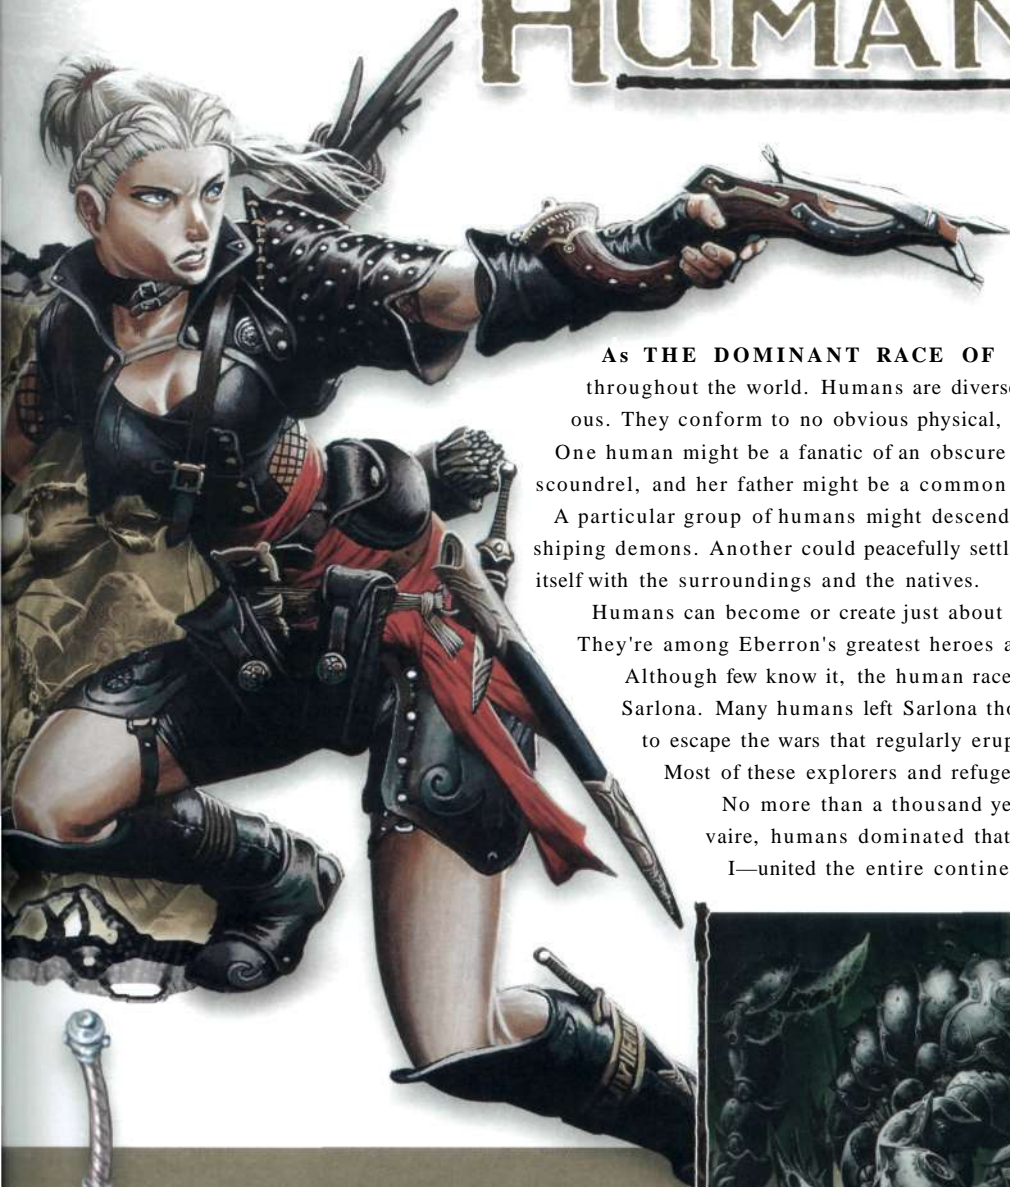 HUMAN
As THE DOMINANT RACE OF
throughout the world. Humans are divers
ous. They conform to no obvious physical,
One human might be a fanatic of an obscure
scoundrel, and her father might be a common
A particular group of humans might descend
shiping demons. Another could peacefully settl
itself with the surroundings and the natives.
Humans can become or create just about
They're among Eberron's greatest heroes a
Although few know it, the human race
Sarlona. Many humans left Sarlona tho
to escape the wars that regularly erup
Most of these explorers and refuge
No more than a thousand ye
vaire, humans dominated that
I—united the entire contine